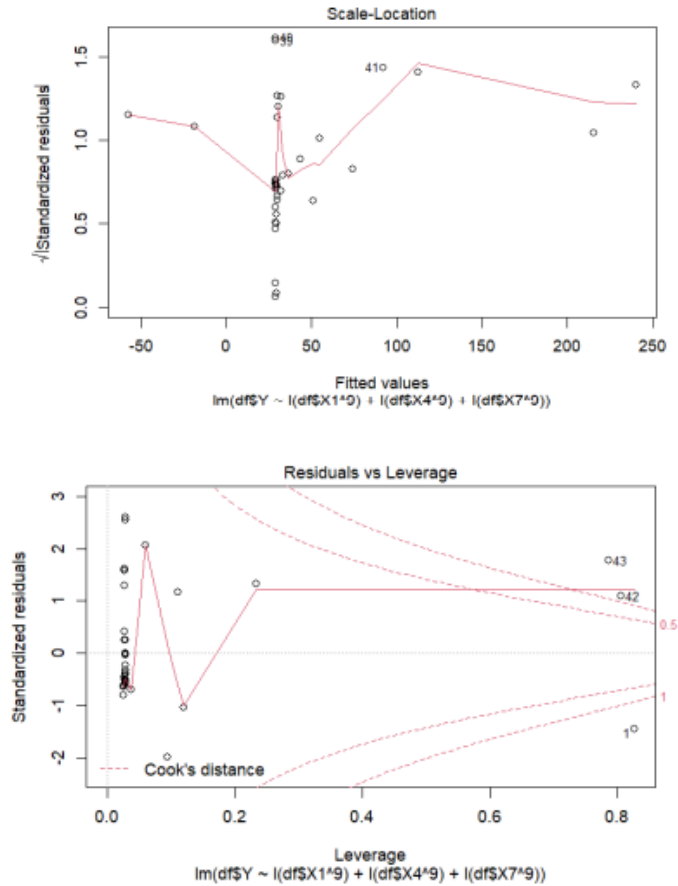 Scale-Location
√|Standardized residuals|
0.0 0.5 1.0 1.5
39
41
-50 0 50 100 150 200 250
Fitted values
lm(df$Y ~ I(df$X1^9) + I(df$X4^9) + I(df$X7^9))
Residuals vs Leverage
Standardized residuals
-2 -1 0 1 2 3
43
42
0.5
1
1
Cook's distance
0.0 0.2 0.4 0.6 0.8
Leverage
lm(df$Y ~ I(df$X1^9) + I(df$X4^9) + I(df$X7^9))